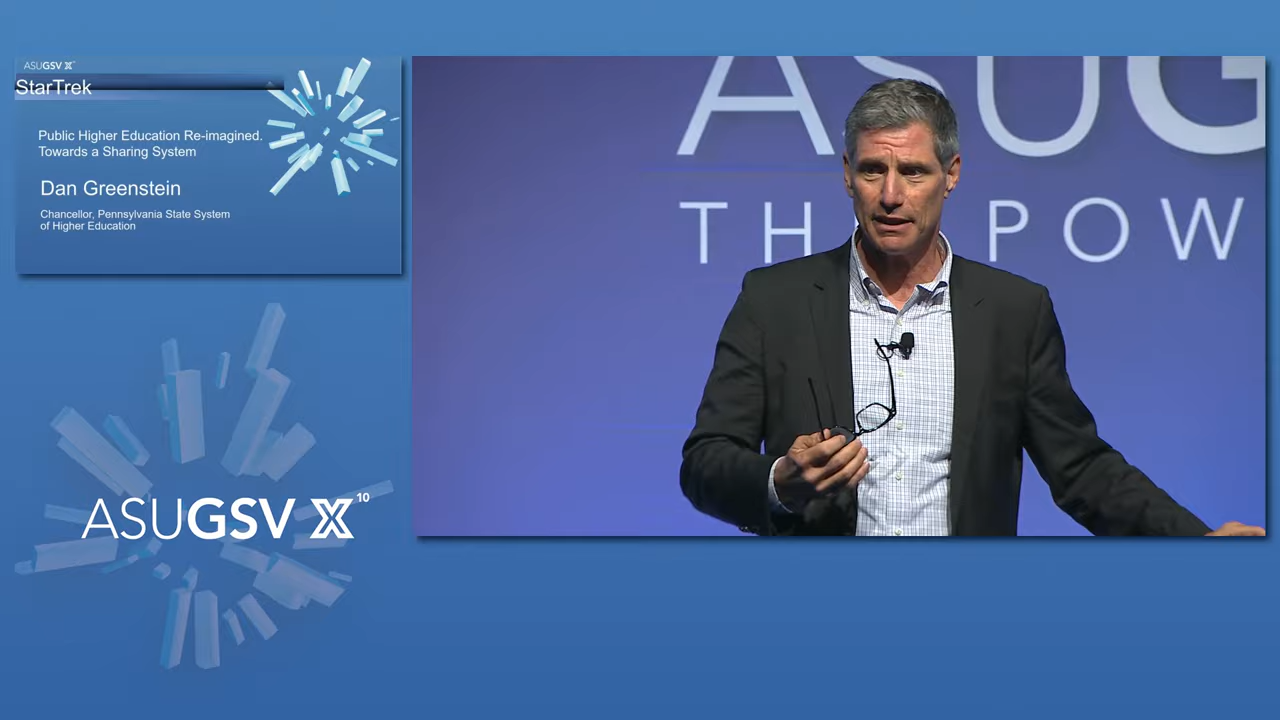 ASUGSV X
StarTrek
Public Higher Education Re-imagined.
Towards a Sharing System
Dan Greenstein
Chancellor, Pennsylvania State System
of Higher Education
ASUGSV X10
ASUG
TH POW